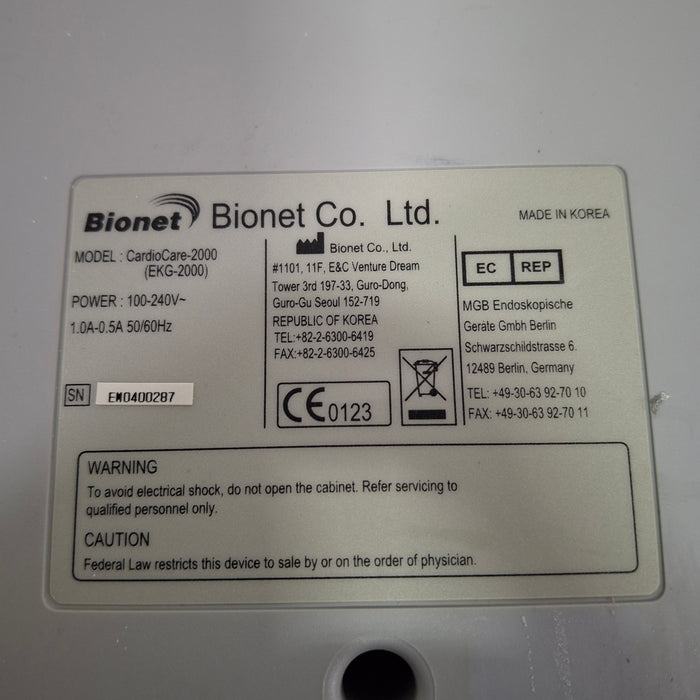 Bionet Bionet Co. Ltd. MADE IN KOREA
MODEL : CardioCare-2000
(EKG-2000)
POWER : 100-240V~
1.0A-0.5A 50/60Hz
SN EW0400287
Bionet Co., Ltd.
#1101, 11F, E&C Venture Dream
Tower 3rd 197-33, Guro-Dong,
Guro-Gu Seoul 152-719
REPUBLIC OF KOREA
TEL:+82-2-6300-6419
FAX:+82-2-6300-6425
CE 0123
EC REP
MGB Endoskopische
Geräte Gmbh Berlin
Schwarzschildstrasse 6.
12489 Berlin, Germany
TEL: +49-30-63 92-70 10
FAX: +49-30-63 92-70 11
WARNING
To avoid electrical shock, do not open the cabinet. Refer servicing to
qualified personnel only.
CAUTION
Federal Law restricts this device to sale by or on the order of physician.